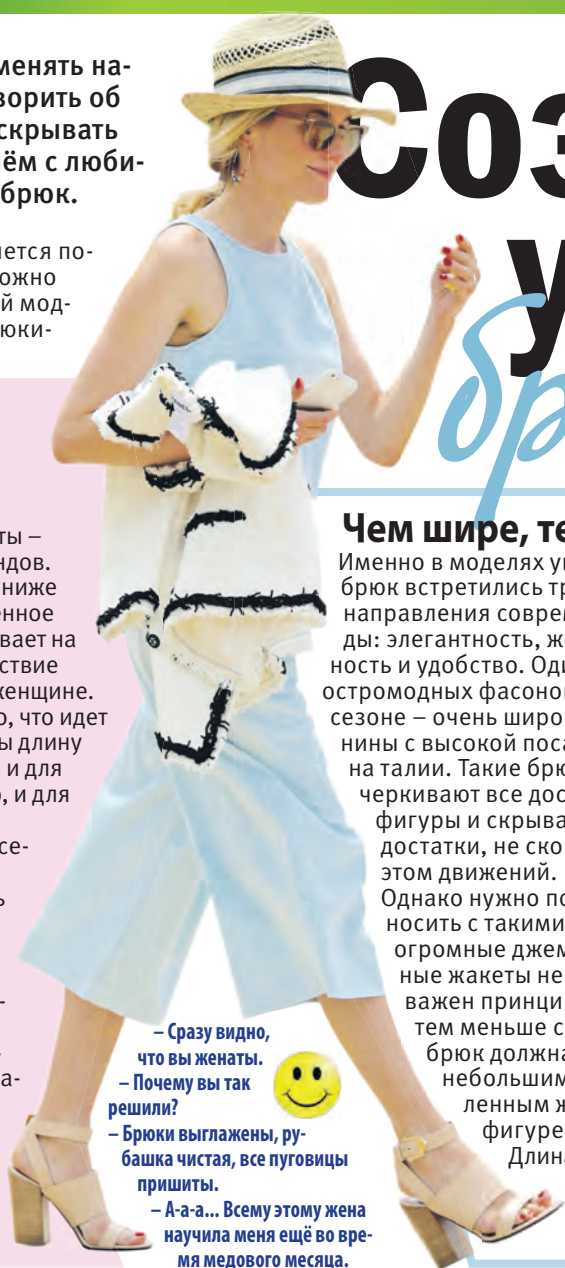 менять на-
ворить об
скрывать
ём с люби-
брюк.
ется по-
ожно
й мод-
юки-
ты –
ндов.
ниже
енное
вает на
ствие
женщине.
о, что идет
ы длину
и для
, и для
се-
ь
-
а-
Соз
у
бр
Чем шире, те
Именно в моделях у
брюк встретились тр
направления соврем
ды: элегантность, ж
ность и удобство. Оди
остромодных фасоно
сезоне – очень широ
нины с высокой поса
на талии. Такие брю
черкивают все дос
фигуры и скрыва
достатки, не ско
этом движений.
Однако нужно по
носить с такими
огромные джем
ные жакеты не
важен принци
тем меньше с
брюк должна
небольшим
ленным ж
фигуре
Длина
– Сразу видно,
что вы женаты.
– Почему вы так
решили?
– Брюки выглажены, ру-
башка чистая, все пуговицы
пришиты.
– А-а-а... Всему этому жена
научила меня ещё во вре-
мя медового месяца.